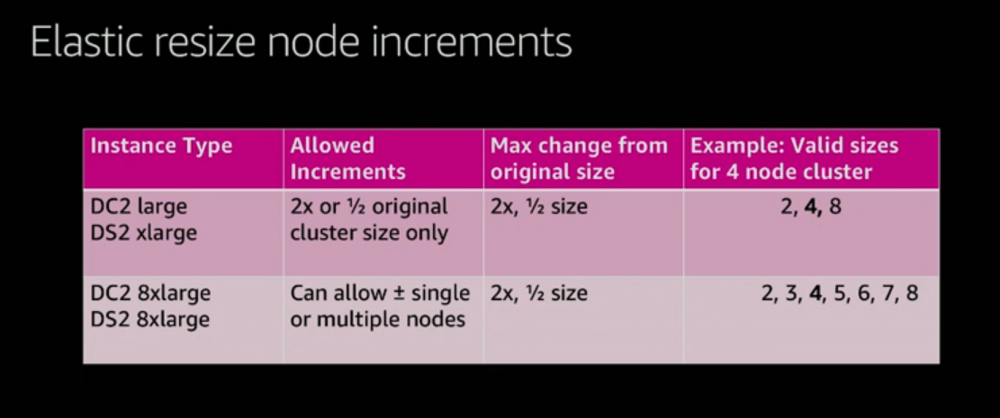 Elastic resize node increments
Instance Type
Allowed
Increments
Max change from
original size
Example: Valid sizes
for 4 node cluster
DC2 large
DS2 xlarge
2x or ½ original
cluster size only
2x, ½ size
2, 4, 8
DC2 8xlarge
DS2 8xlarge
Can allow ± single
or multiple nodes
2x, ½ size
2, 3, 4, 5, 6, 7, 8